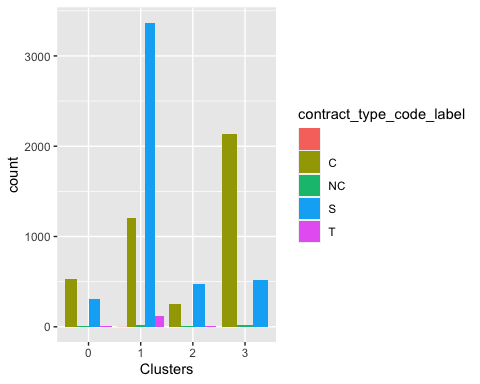 3000
2000
1000
0
count
0 1 2 3
Clusters
contract_type_code_label
C
NC
S
T